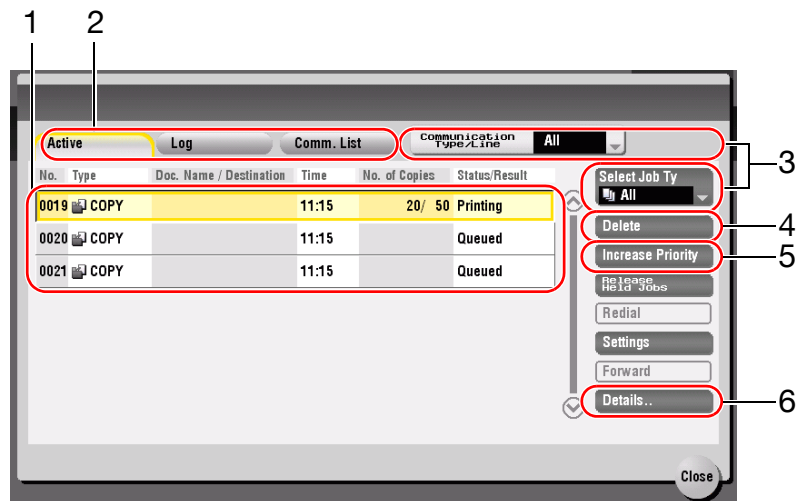 1 2
Active Log Comm. List Communication Type/Line All
3
No. Type Doc. Name / Destination Time No. of Copies Status/Result
Select Job Ty
All
0019 COPY 11:15 20/ 50 Printing
Delete
4
0020 COPY 11:15 Queued
Increase Priority
5
0021 COPY 11:15 Queued
Release
Held Jobs
Redial
Settings
Forward
Details..
6
Close